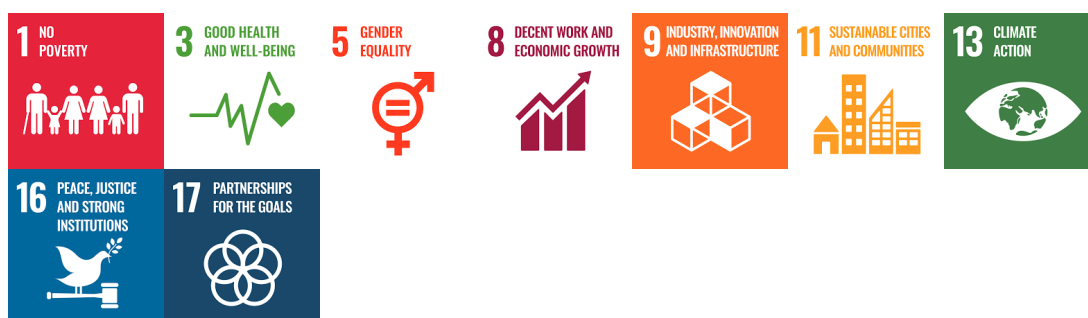 1 NO
POVERTY
3 GOOD HEALTH
AND WELL-BEING
5 GENDER
EQUALITY
8 DECENT WORK AND
ECONOMIC GROWTH
9 INDUSTRY, INNOVATION
AND INFRASTRUCTURE
11 SUSTAINABLE CITIES
AND COMMUNITIES
13 CLIMATE
ACTION
16 PEACE, JUSTICE
AND STRONG
INSTITUTIONS
17 PARTNERSHIPS
FOR THE GOALS